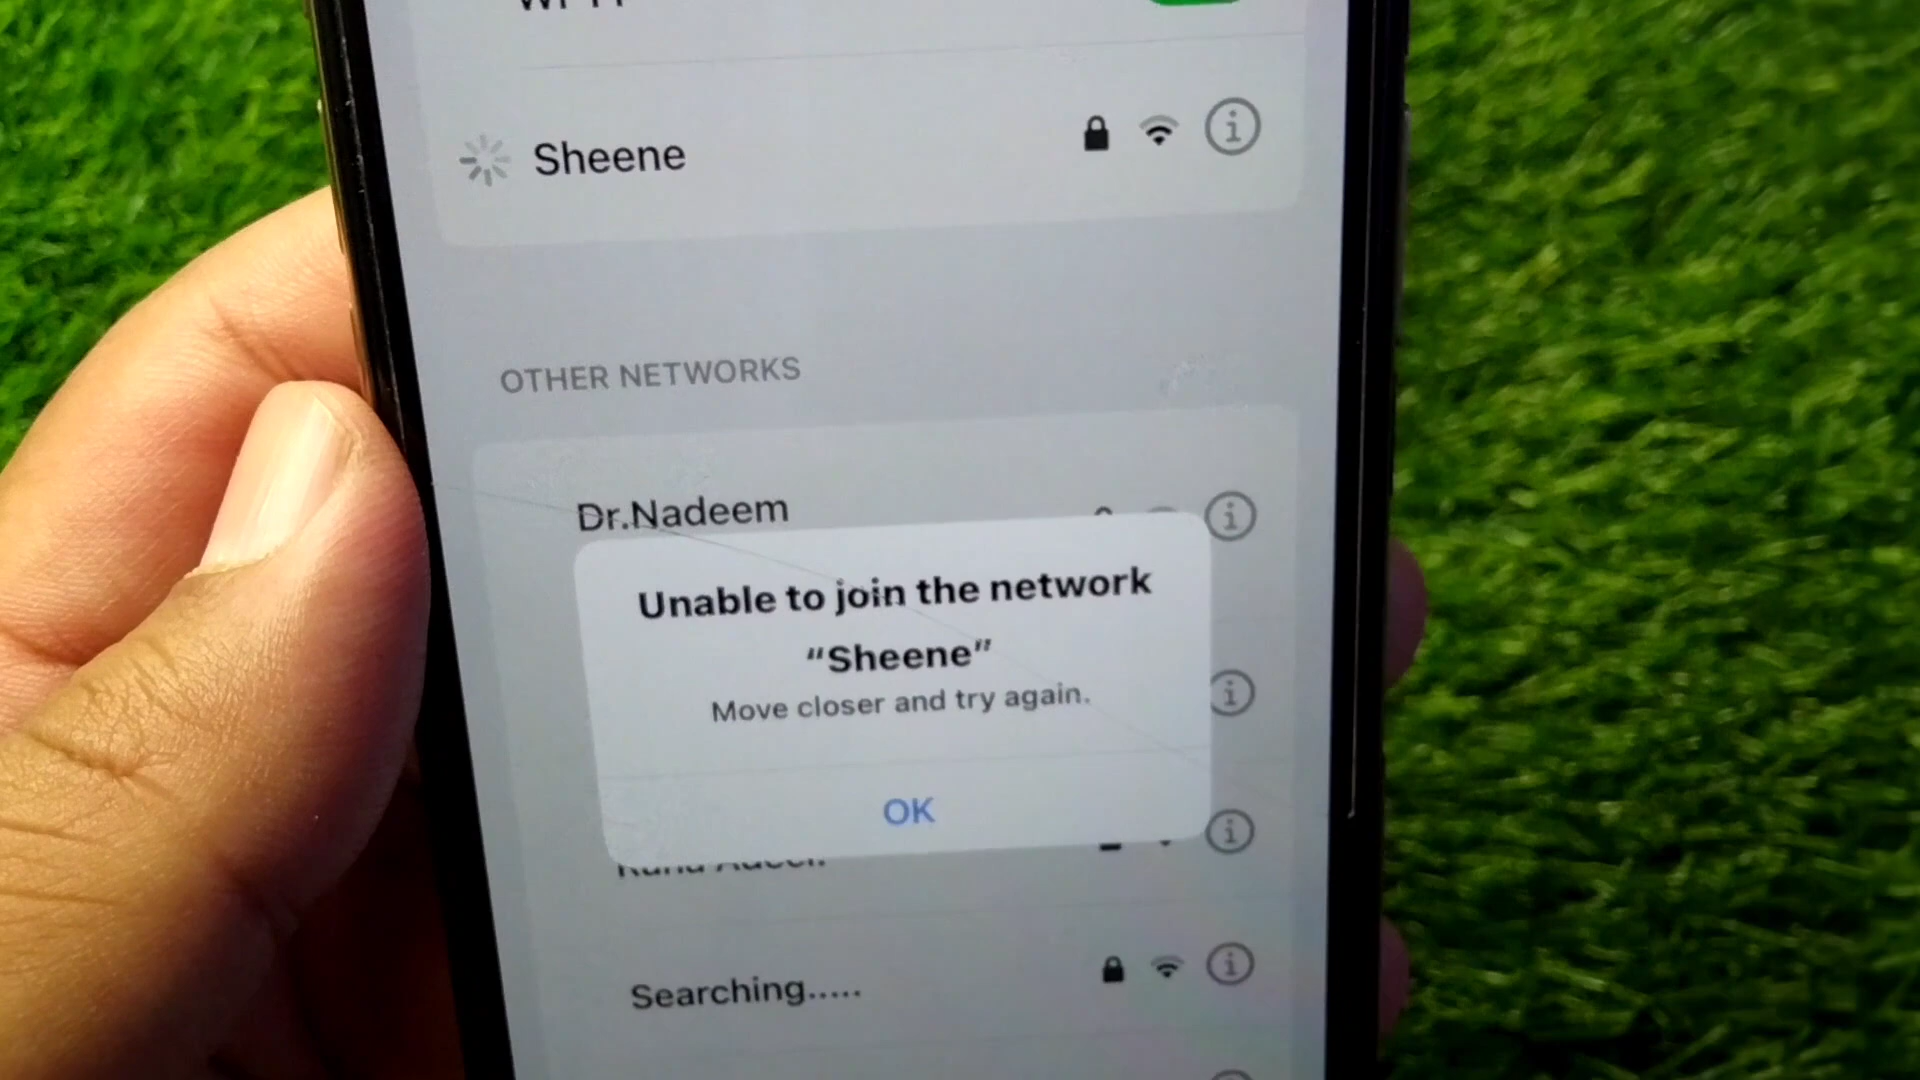 Sheene
OTHER NETWORKS
Dr.Nadeem
Unable to join the network
“Sheene”
Move closer and try again.
OK
Searching.....